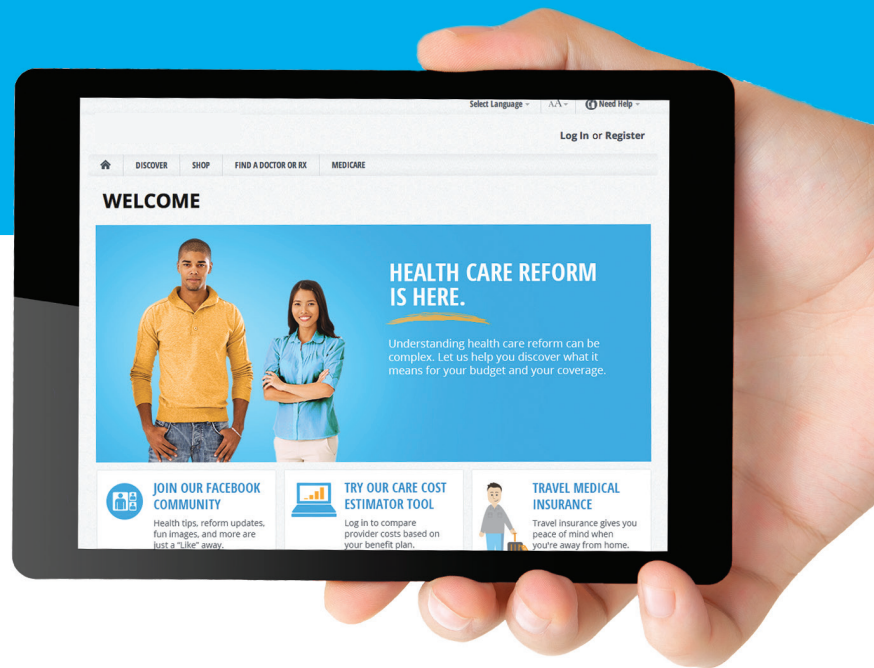 Select Language
AA
Need Help
Log In or Register
DISCOVER SHOP FIND A DOCTOR OR RX MEDICARE
WELCOME
HEALTH CARE REFORM
IS HERE.
Understanding health care reform can be
complex. Let us help you discover what it
means for your budget and your coverage.
JOIN OUR FACEBOOK
COMMUNITY
Health tips, reform updates,
fun images, and more are
just a "Like" away.
TRY OUR CARE COST
ESTIMATOR TOOL
Log in to compare
provider costs based on
your benefit plan.
TRAVEL MEDICAL
INSURANCE
Travel insurance gives you
peace of mind when
you're away from home,